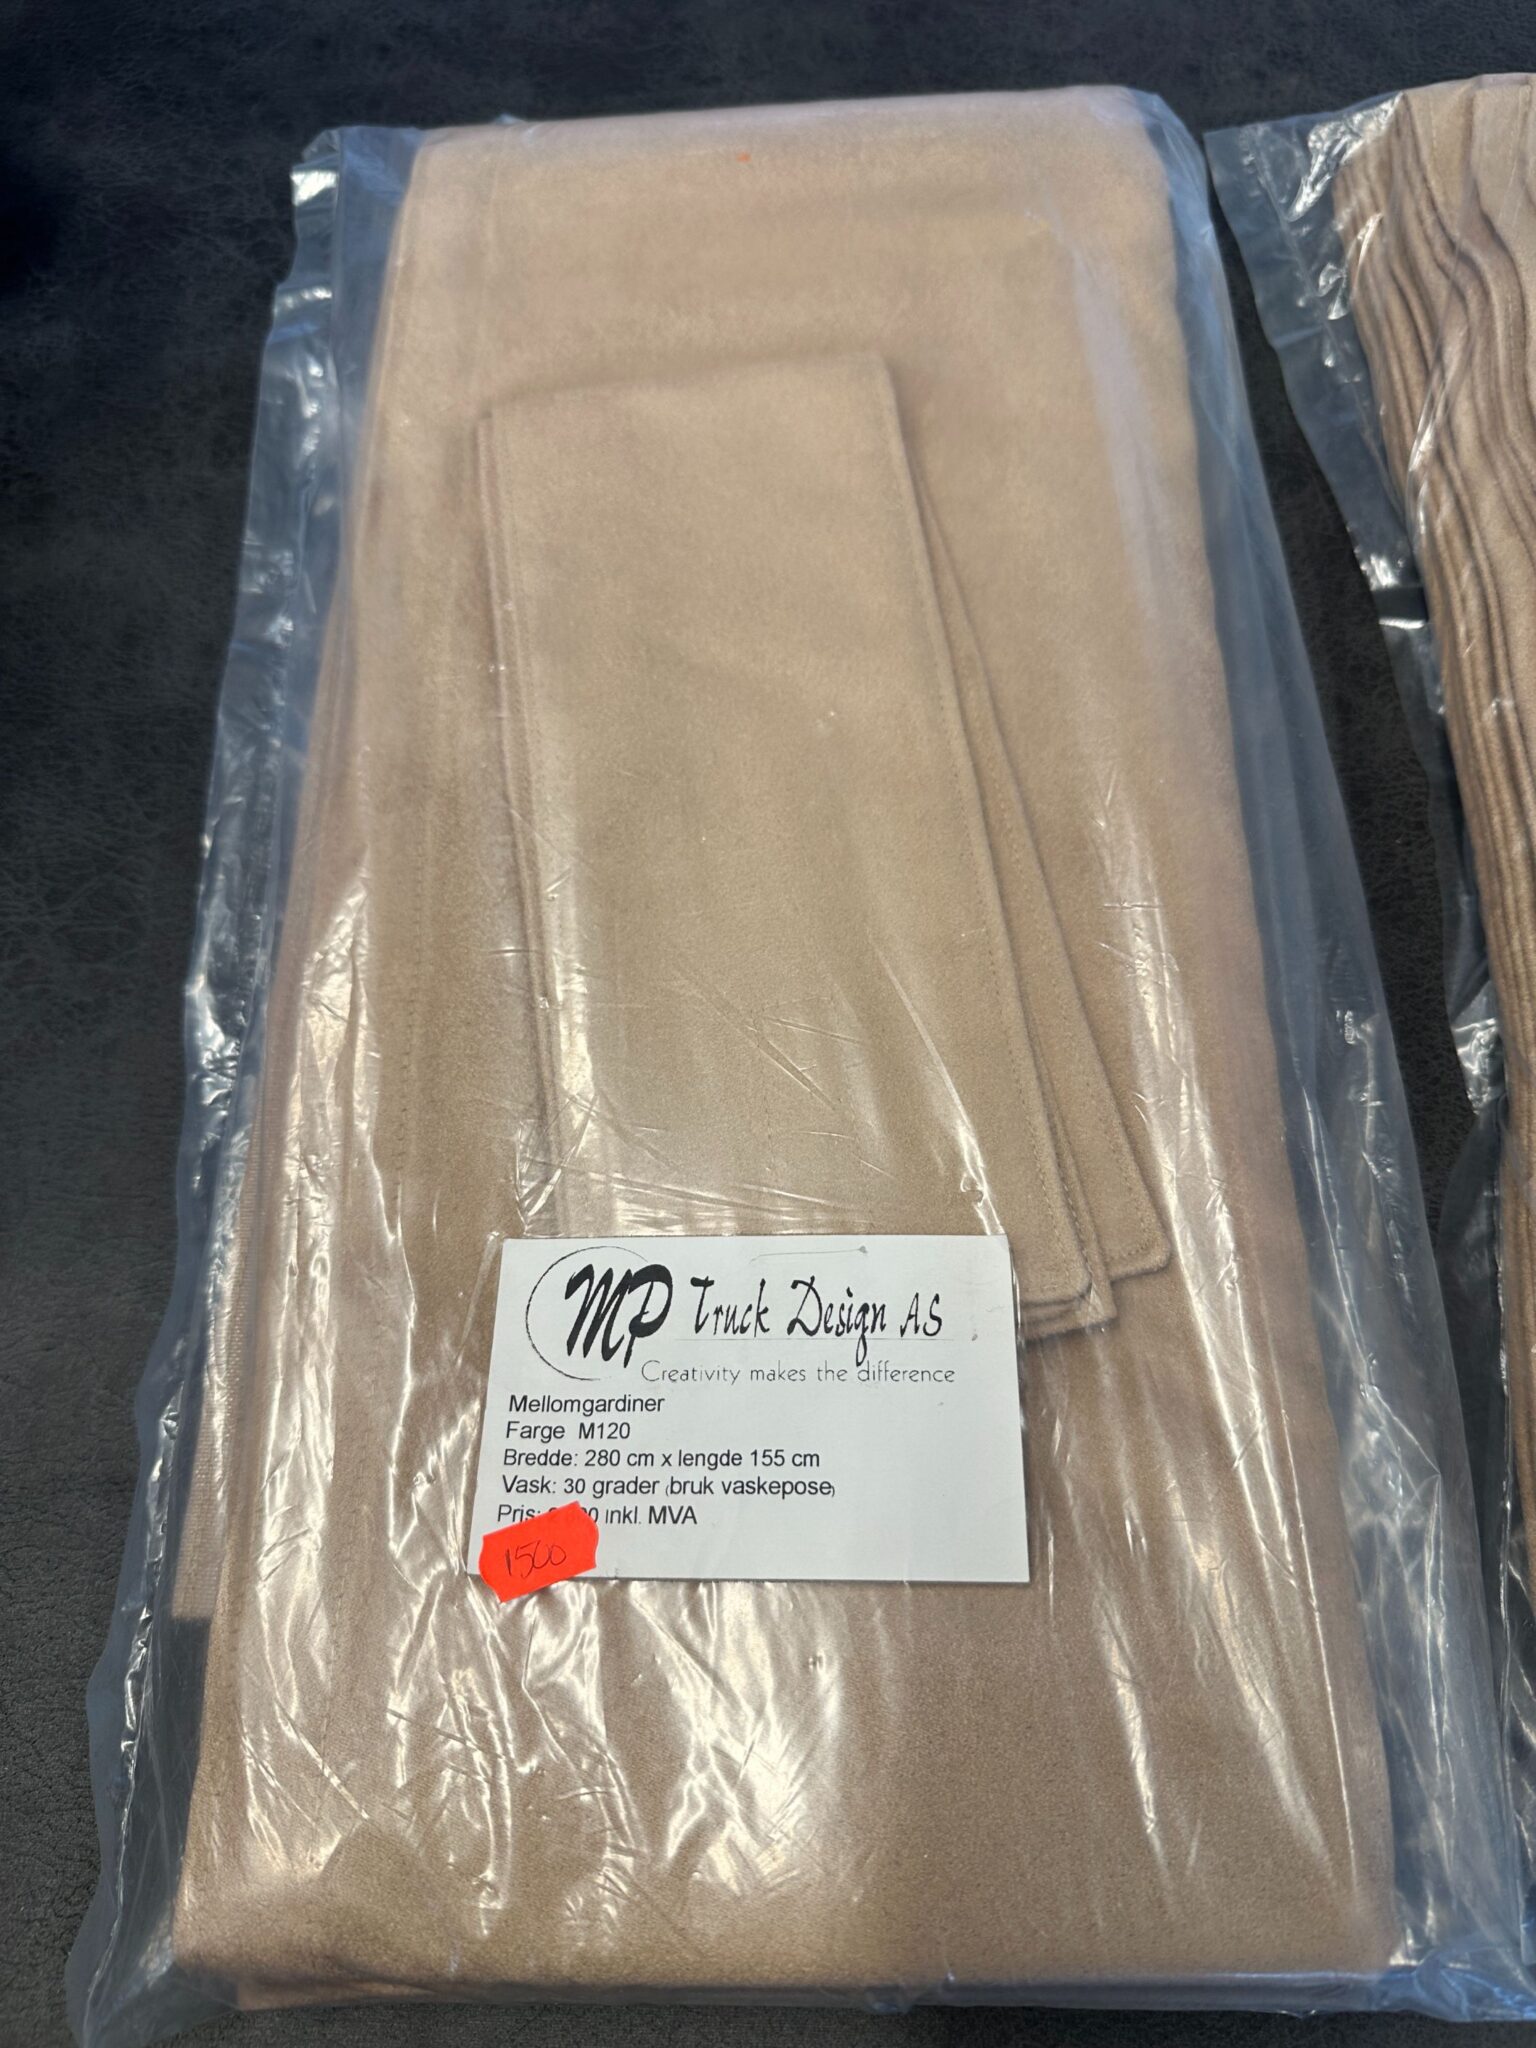 MP Truck Design AS
Creativity makes the difference
Mellomgardiner
Farge M120
Bredde: 280 cm x lengde 155 cm
Vask: 30 grader (bruk vaskepose)
Pris: inkl. MVA
1500